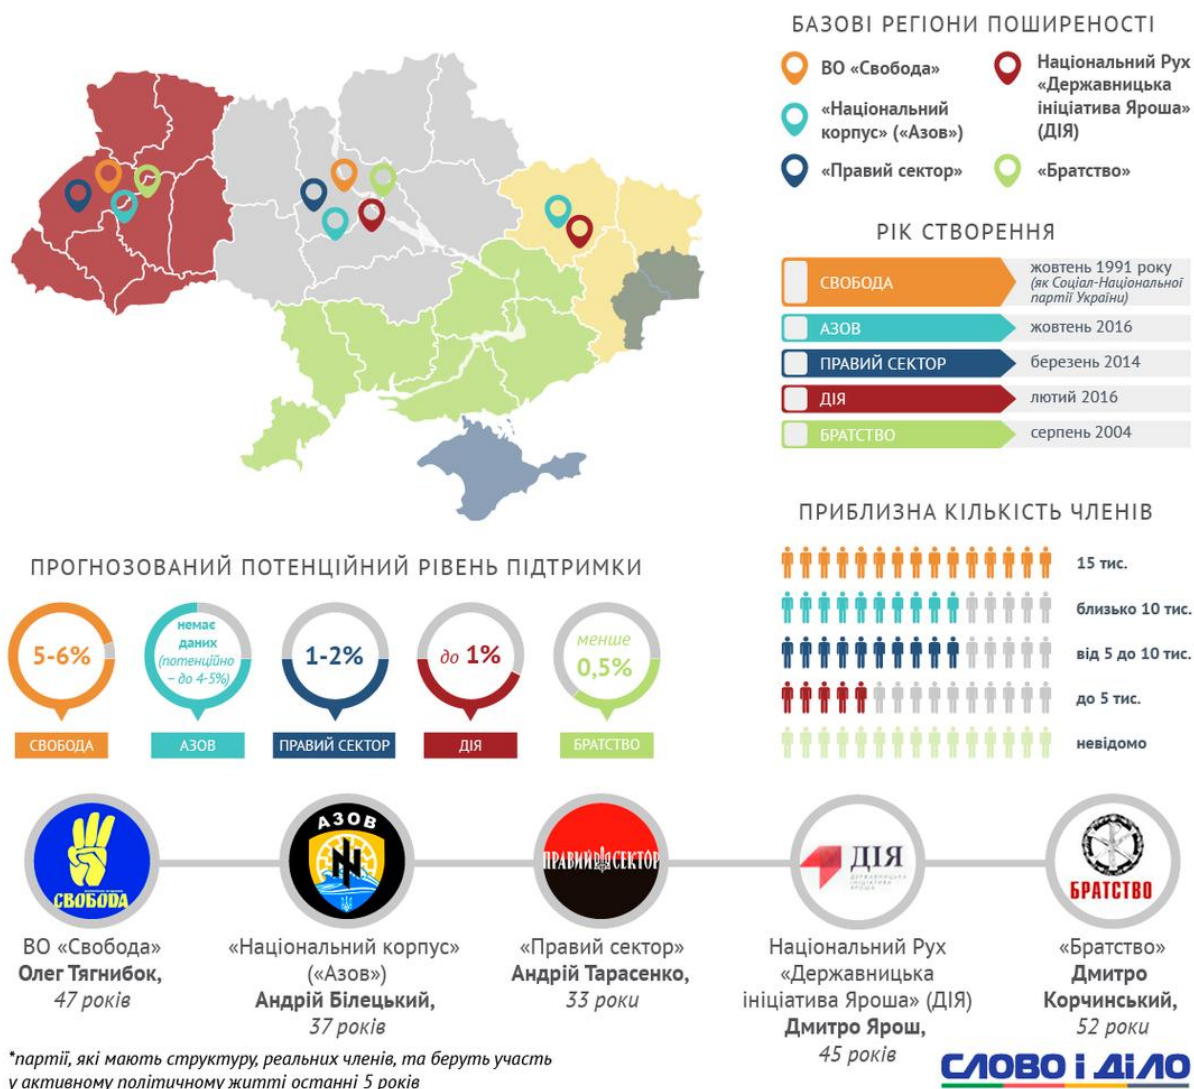 БАЗОВІ РЕГІОНИ ПОШИРЕНОСТІ
ВО «Свобода»
«Національний
корпус» («Азов»)
«Правий сектор»
Національний Рух
«Державницька
ініціатива Яроша»
(ДІЯ)
«Братство»
РІК СТВОРЕННЯ
СВОБОДА
жовтень 1991 року
(як Соціал-Національної
партії України)
АЗОВ
жовтень 2016
ПРАВИЙ СЕКТОР
березень 2014
ДІЯ
лютий 2016
БРАТСТВО
серпень 2004
ПРИБЛИЗНА КІЛЬКІСТЬ ЧЛЕНІВ
15 тис.
близько 10 тис.
від 5 до 10 тис.
до 5 тис.
невідомо
ПРОГНОЗОВАНИЙ ПОТЕНЦІЙНИЙ РІВЕНЬ ПІДТРИМКИ
5-6%
СВОБОДА
немає
даних
(потенційно
– до 4-5%)
АЗОВ
1-2%
ПРАВИЙ СЕКТОР
до 1%
ДІЯ
менше
0,5%
БРАТСТВО
СВОБОДА
АЗОВ
ПРАВИЙ СЕКТОР
ДІЯ
ДЕРЖАВНИЦЬКА
ІНІЦІАТИВА
ЯРОША
БРАТСТВО
ВО «Свобода»
Олег Тягнибок,
47 років
«Національний корпус»
(«Азов»)
Андрій Білецький,
37 років
«Правий сектор»
Андрій Тарасенко,
33 роки
Національний Рух
«Державницька
ініціатива Яроша» (ДІЯ)
Дмитро Ярош,
45 років
«Братство»
Дмитро
Корчинський,
52 роки
*партії, які мають структуру, реальних членів, та беруть участь
у активному політичному житті останні 5 років
СЛОВО і ДІЛО